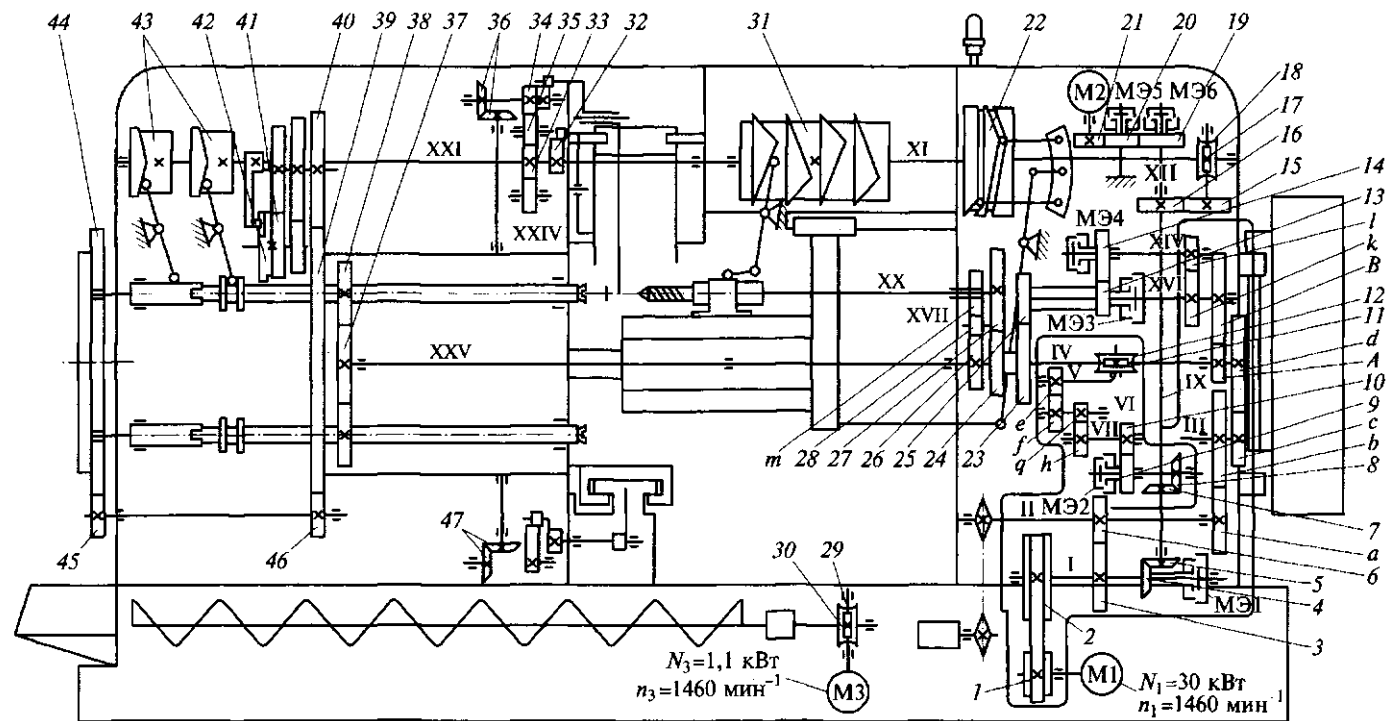 44 43 42 41 40 39 38 37 36 34 35 33 32 31 22 21 20 19
18
17
16
15
14
13
l
k
B
12
11
d
A
10
9
c
b
8
7
a
6
5
4
3
М2 МЭ5 МЭ6
XXI XI XII
МЭ4 XIV
XXIV
XX XVI
XVII МЭ3
XXV IV
V IX
VI
e
f VII III
q h
m 28 27 26 25 24 23
МЭ2
II
I
МЭ1
45 46 47
30 29
2
1
N₃=1,1 кВт
n₃=1460 мин⁻¹
М3
М1
N₁=30 кВт
n₁=1460 мин⁻¹